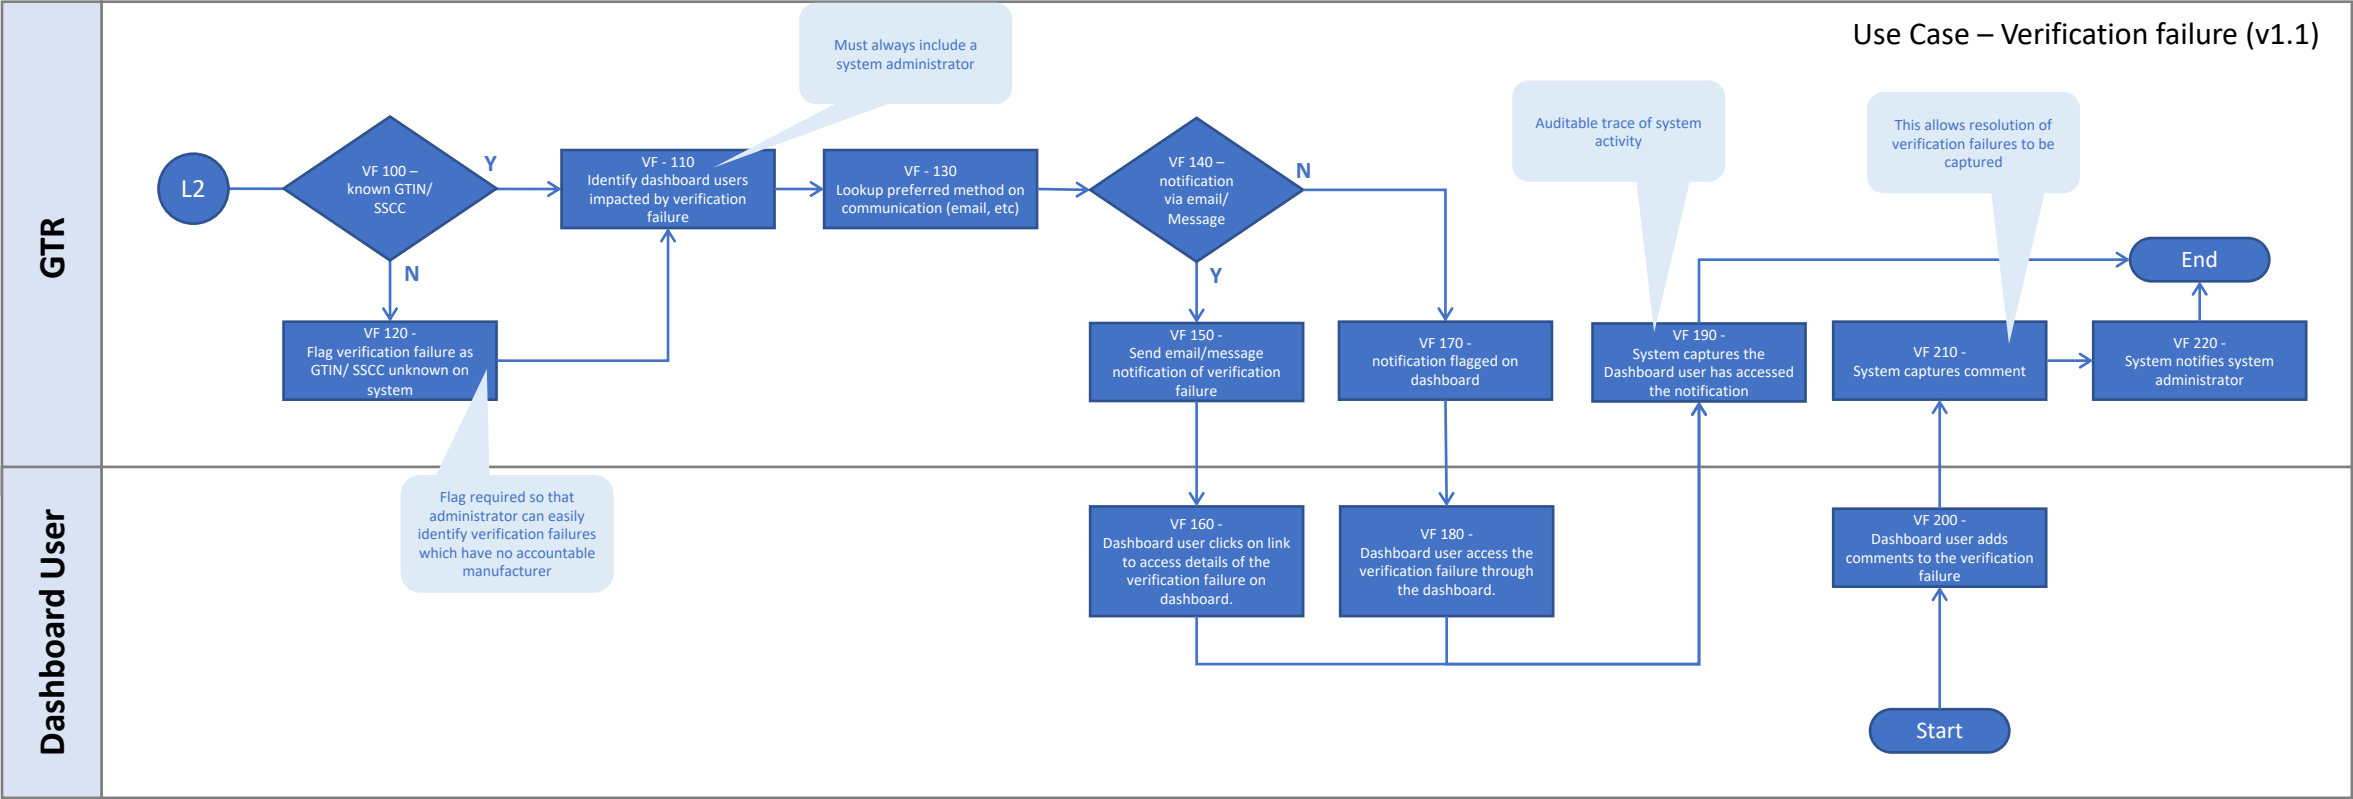 Use Case – Verification failure (v1.1)
GTR
Dashboard User
L2
VF 100 –
known GTIN/
SSCC
Y
N
VF 120 -
Flag verification failure as
GTIN/ SSCC unknown on
system
Flag required so that
administrator can easily
identify verification failures
which have no accountable
manufacturer
Must always include a
system administrator
VF - 110
Identify dashboard users
impacted by verification
failure
VF - 130
Lookup preferred method on
communication (email, etc)
VF 140 –
notification
via email/
Message
N
Y
VF 150 -
Send email/message
notification of verification
failure
VF 160 -
Dashboard user clicks on link
to access details of the
verification failure on
dashboard.
VF 170 -
notification flagged on
dashboard
VF 180 -
Dashboard user access the
verification failure through
the dashboard.
Auditable trace of system
activity
VF 190 -
System captures the
Dashboard user has accessed
the notification
This allows resolution of
verification failures to be
captured
VF 210 -
System captures comment
VF 220 -
System notifies system
administrator
End
VF 200 -
Dashboard user adds
comments to the verification
failure
Start